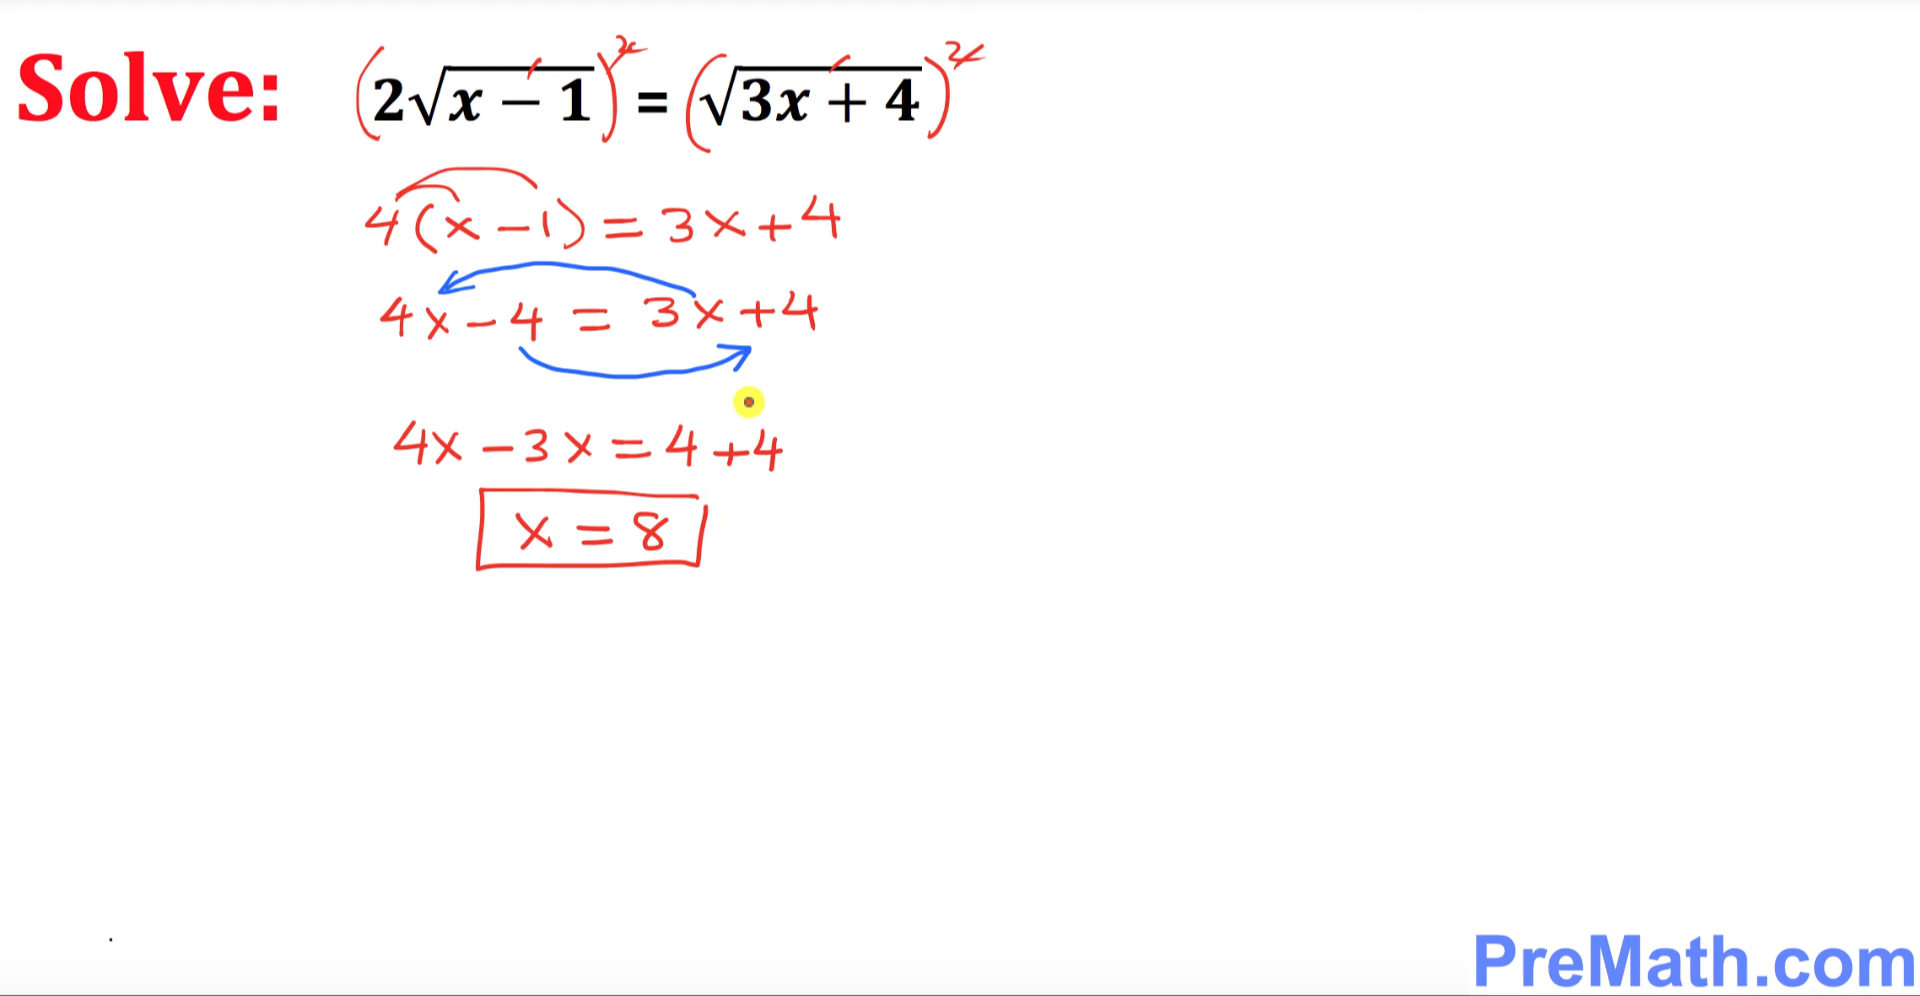 Solve: (2√x − 1)² = (√3x + 4)²
4(x − 1) = 3x + 4
4x − 4 = 3x + 4
4x − 3x = 4 + 4
x = 8
PreMath.com